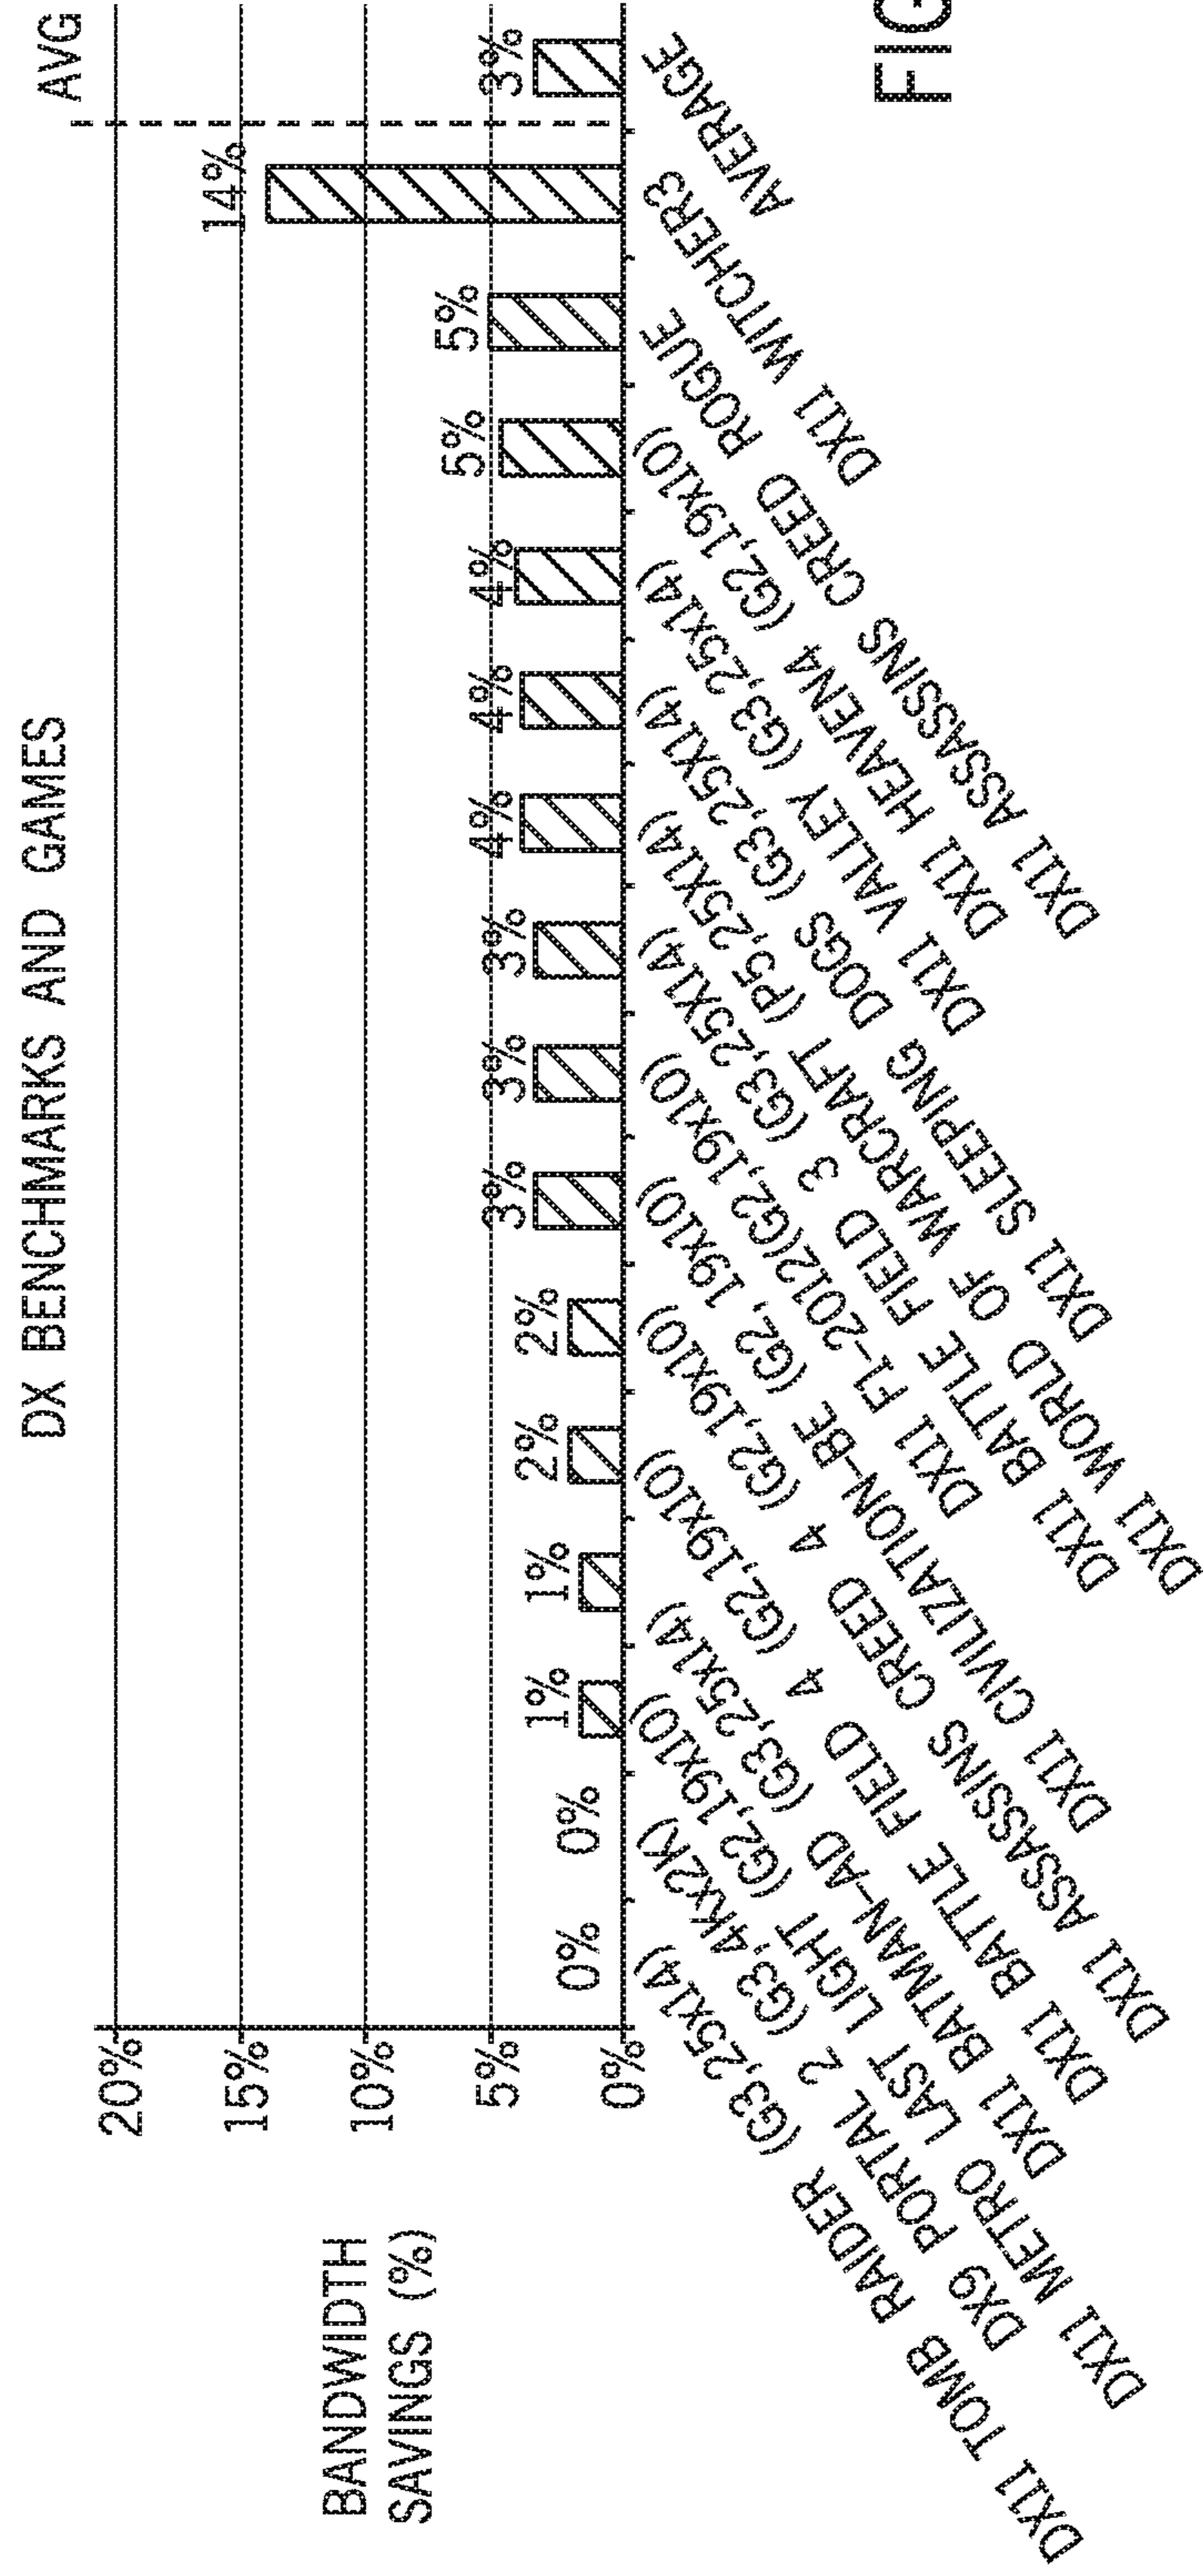 DX BENCHMARKS AND GAMES
AVG
BANDWIDTH
SAVINGS (%)
20%
15%
10%
5%
0%
0%
0%
1%
1%
2%
2%
3%
3%
3%
4%
4%
4%
5%
5%
14%
3%
DX11 TOMB RAIDER (G3,25x14)
DX9 PORTAL 2 (G3,4Kx2K)
DX11 METRO LAST LIGHT (G2,19x10)
DX11 BATMAN-AD (G3,25x14)
DX11 BATTLE FIELD 4 (G2,19x10)
DX11 ASSASSINS CREED 4 (G2,19x10)
DX11 CIVILIZATION-BE (G2, 19x10)
DX11 F1-2012(G2,19x10)
DX11 BATTLE FIELD 3 (G3,25X14)
DX11 WORLD OF WARCRAFT (P5,25X14)
DX11 SLEEPING DOGS (G3,25X14)
DX11 VALLEY (G3,25x14)
DX11 HEAVEN4 (G2,19x10)
DX11 ASSASSINS CREED ROGUE
DX11 WITCHER3
AVERAGE
FIG